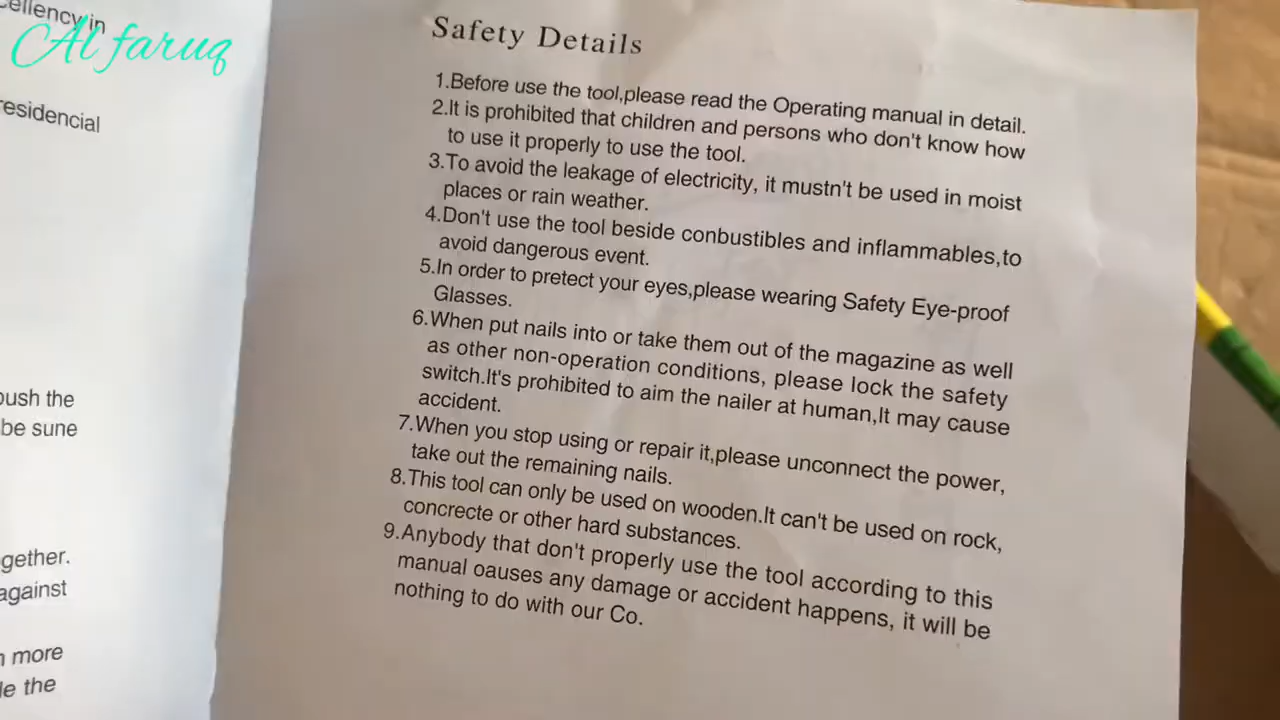 cellency in
Al faruq
residencial
push the
be sune
gether.
against
n more
le the
Safety Details
1.Before use the tool,please read the Operating manual in detail.
2.It is prohibited that children and persons who don't know how
to use it properly to use the tool.
3.To avoid the leakage of electricity, it mustn't be used in moist
places or rain weather.
4.Don't use the tool beside conbustibles and inflammables,to
avoid dangerous event.
5.In order to pretect your eyes,please wearing Safety Eye-proof
Glasses.
6.When put nails into or take them out of the magazine as well
as other non-operation conditions, please lock the safety
switch.It's prohibited to aim the nailer at human,It may cause
accident.
7.When you stop using or repair it,please unconnect the power,
take out the remaining nails.
8.This tool can only be used on wooden.It can't be used on rock,
concrecte or other hard substances.
9.Anybody that don't properly use the tool according to this
manual oauses any damage or accident happens, it will be
nothing to do with our Co.